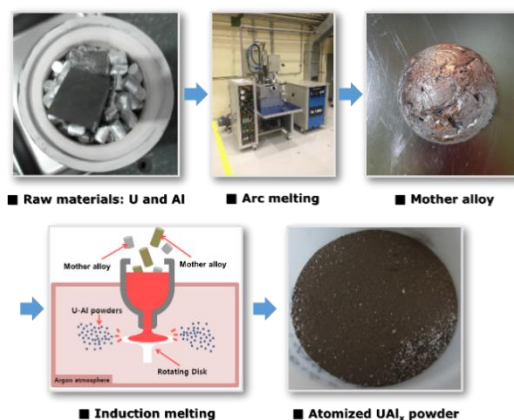 ■ Raw materials: U and Al
■ Arc melting
■ Mother alloy
Mother alloy
Mother alloy
U-Al powders
Rotating Disk
Argon atmosphere
■ Induction melting
■ Atomized UAlx powder